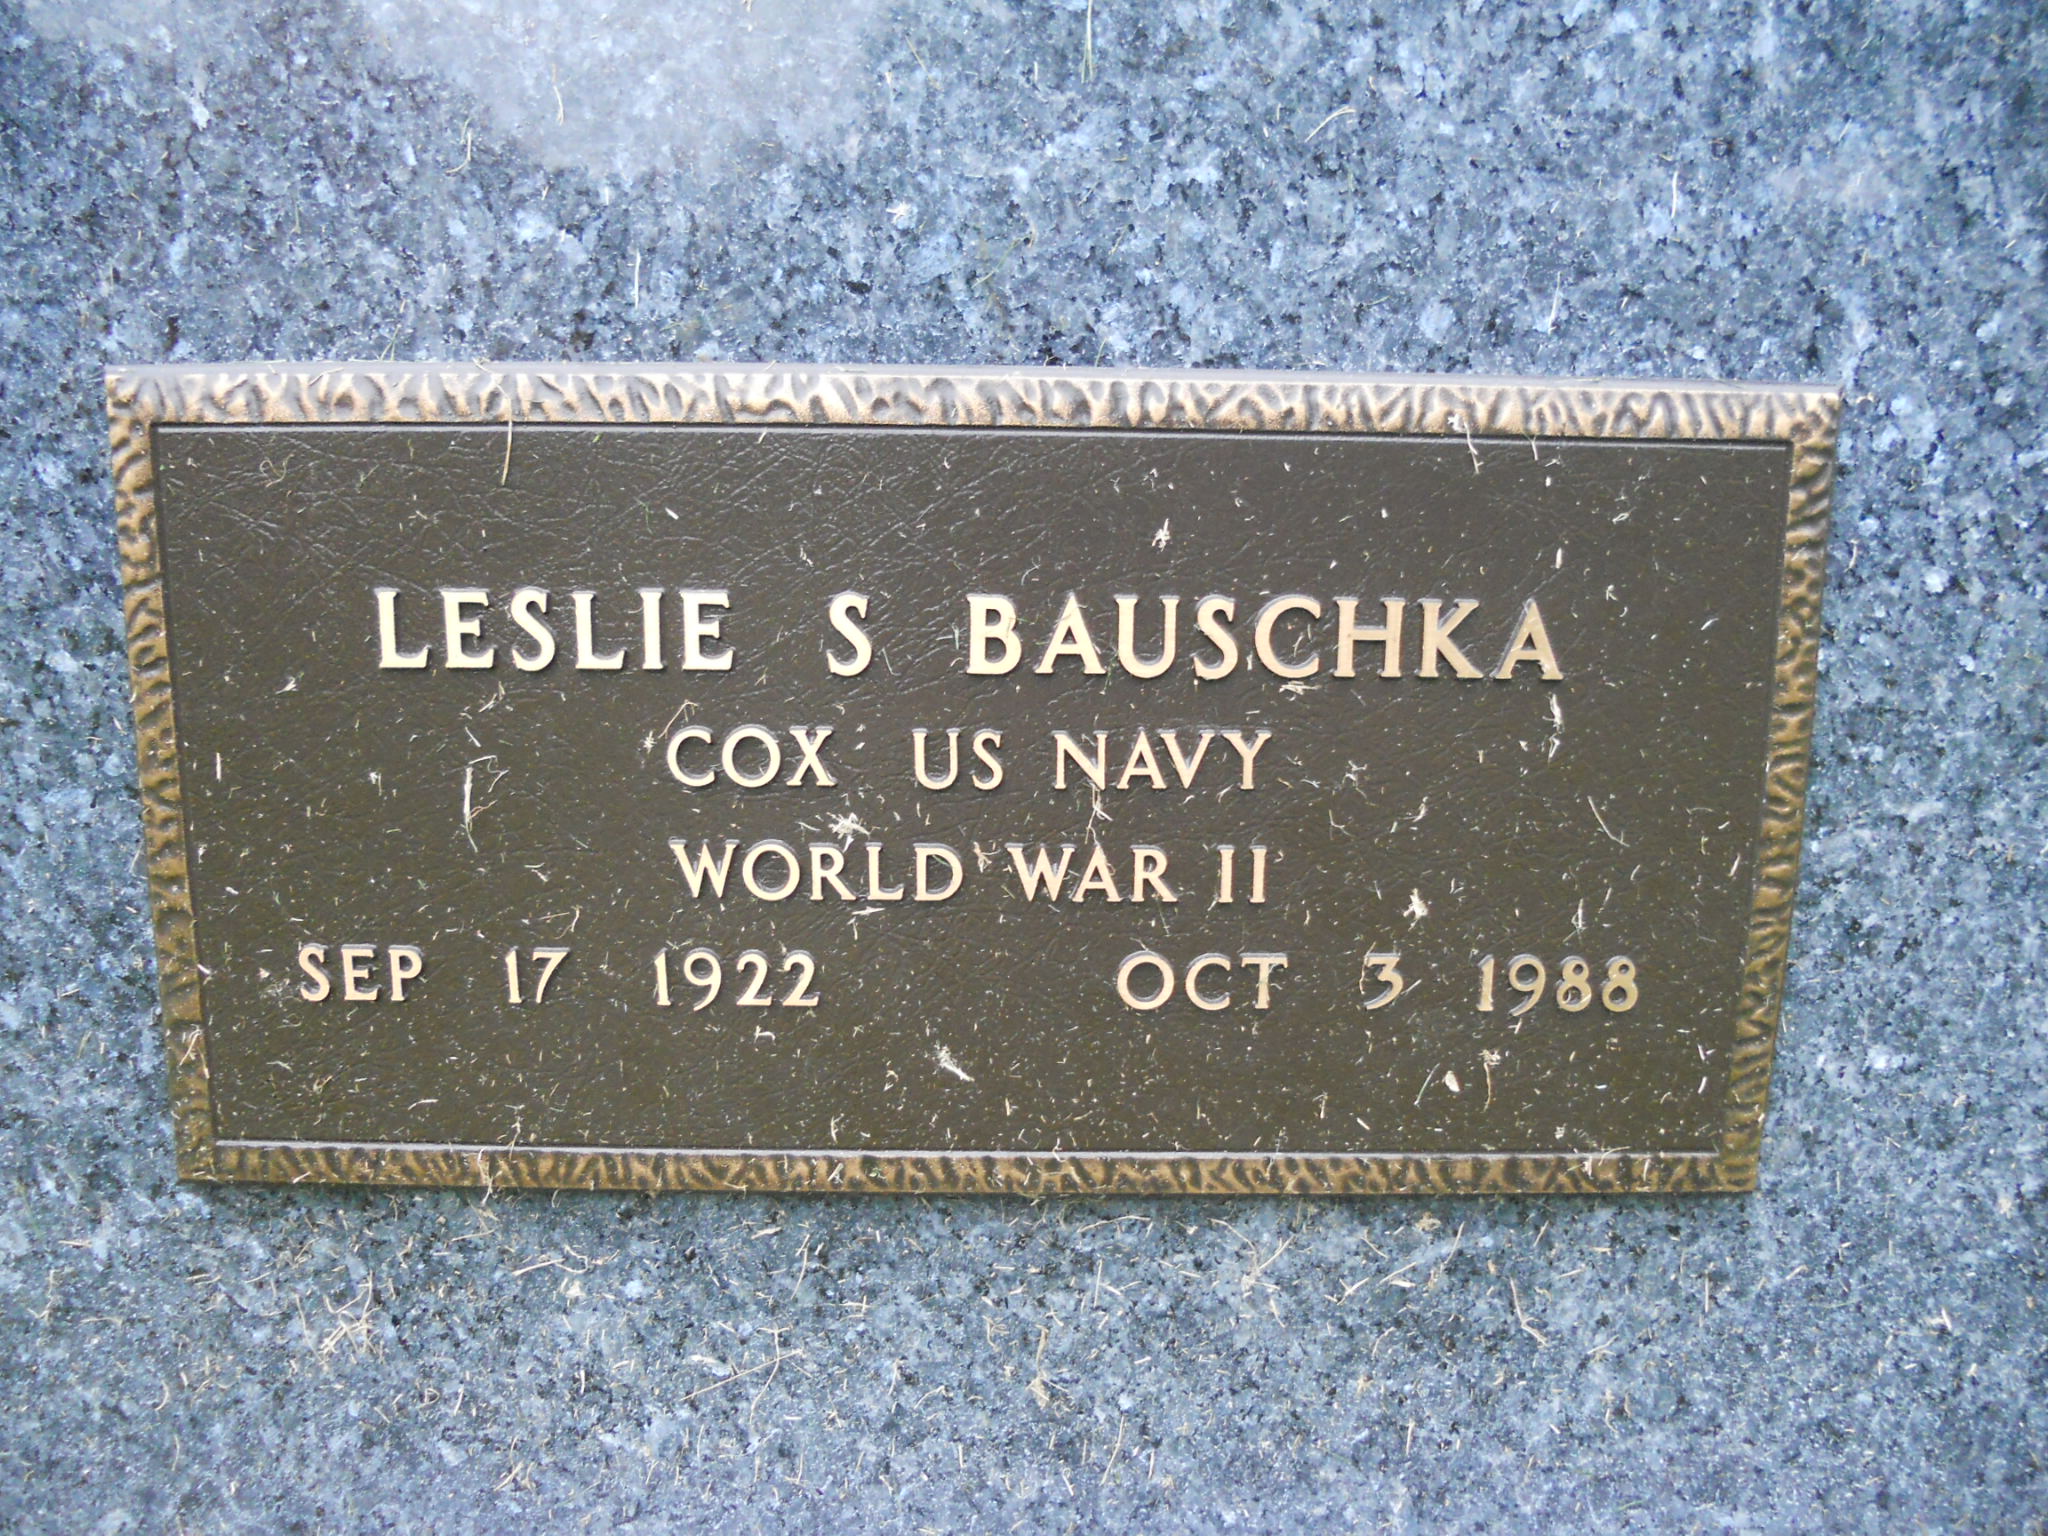 LESLIE S BAUSCHKA
COX US NAVY
WORLD WAR II
SEP 17 1922 OCT 3 1988